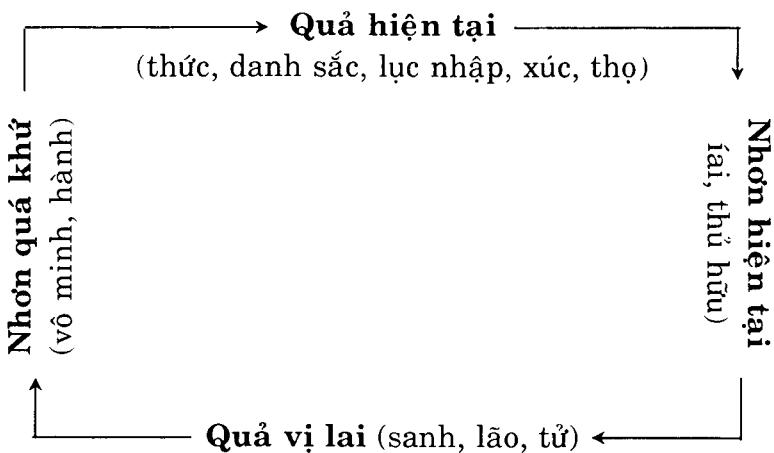 Quả hiện tại
(thức, danh sắc, lục nhập, xúc, thọ)
Nhơn hiện tại
íai, thủ hữu)
Quả vị lai (sanh, lão, tử)
Nhơn quá khứ
(vô minh, hành)